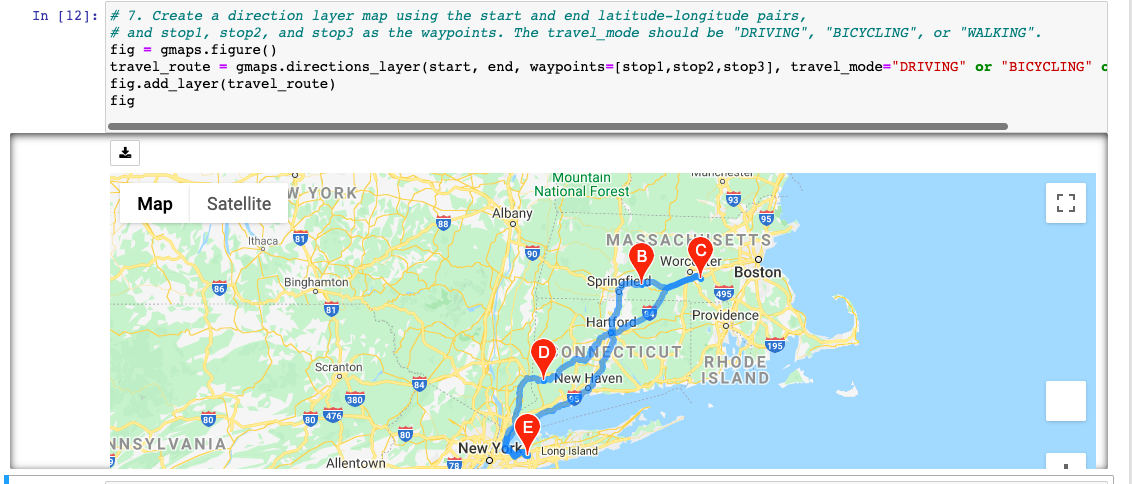 In [12]:
# 7. Create a direction layer map using the start and end latitude-longitude pairs,
# and stop1, stop2, and stop3 as the waypoints. The travel_mode should be "DRIVING", "BICYCLING", or "WALKING".
fig = gmaps.figure()
travel_route = gmaps.directions_layer(start, end, waypoints=[stop1,stop2,stop3], travel_mode="DRIVING" or "BICYCLING"
fig.add_layer(travel_route)
fig
Map
Satellite
W YORK
Mountain
National Forest
93
Albany
88
95
Ithaca
81
MASSACHUSETTS
90
B
C
Boston
Springfield
86
Binghamton
495
81
84
Providence
Hartford
195
D
CONNECTICUT
RHODE
ISLAND
Scranton
New Haven
84
380
95
476
80
80
E
80
NNSYLVANIA
New York
Long Island
Allentown
78